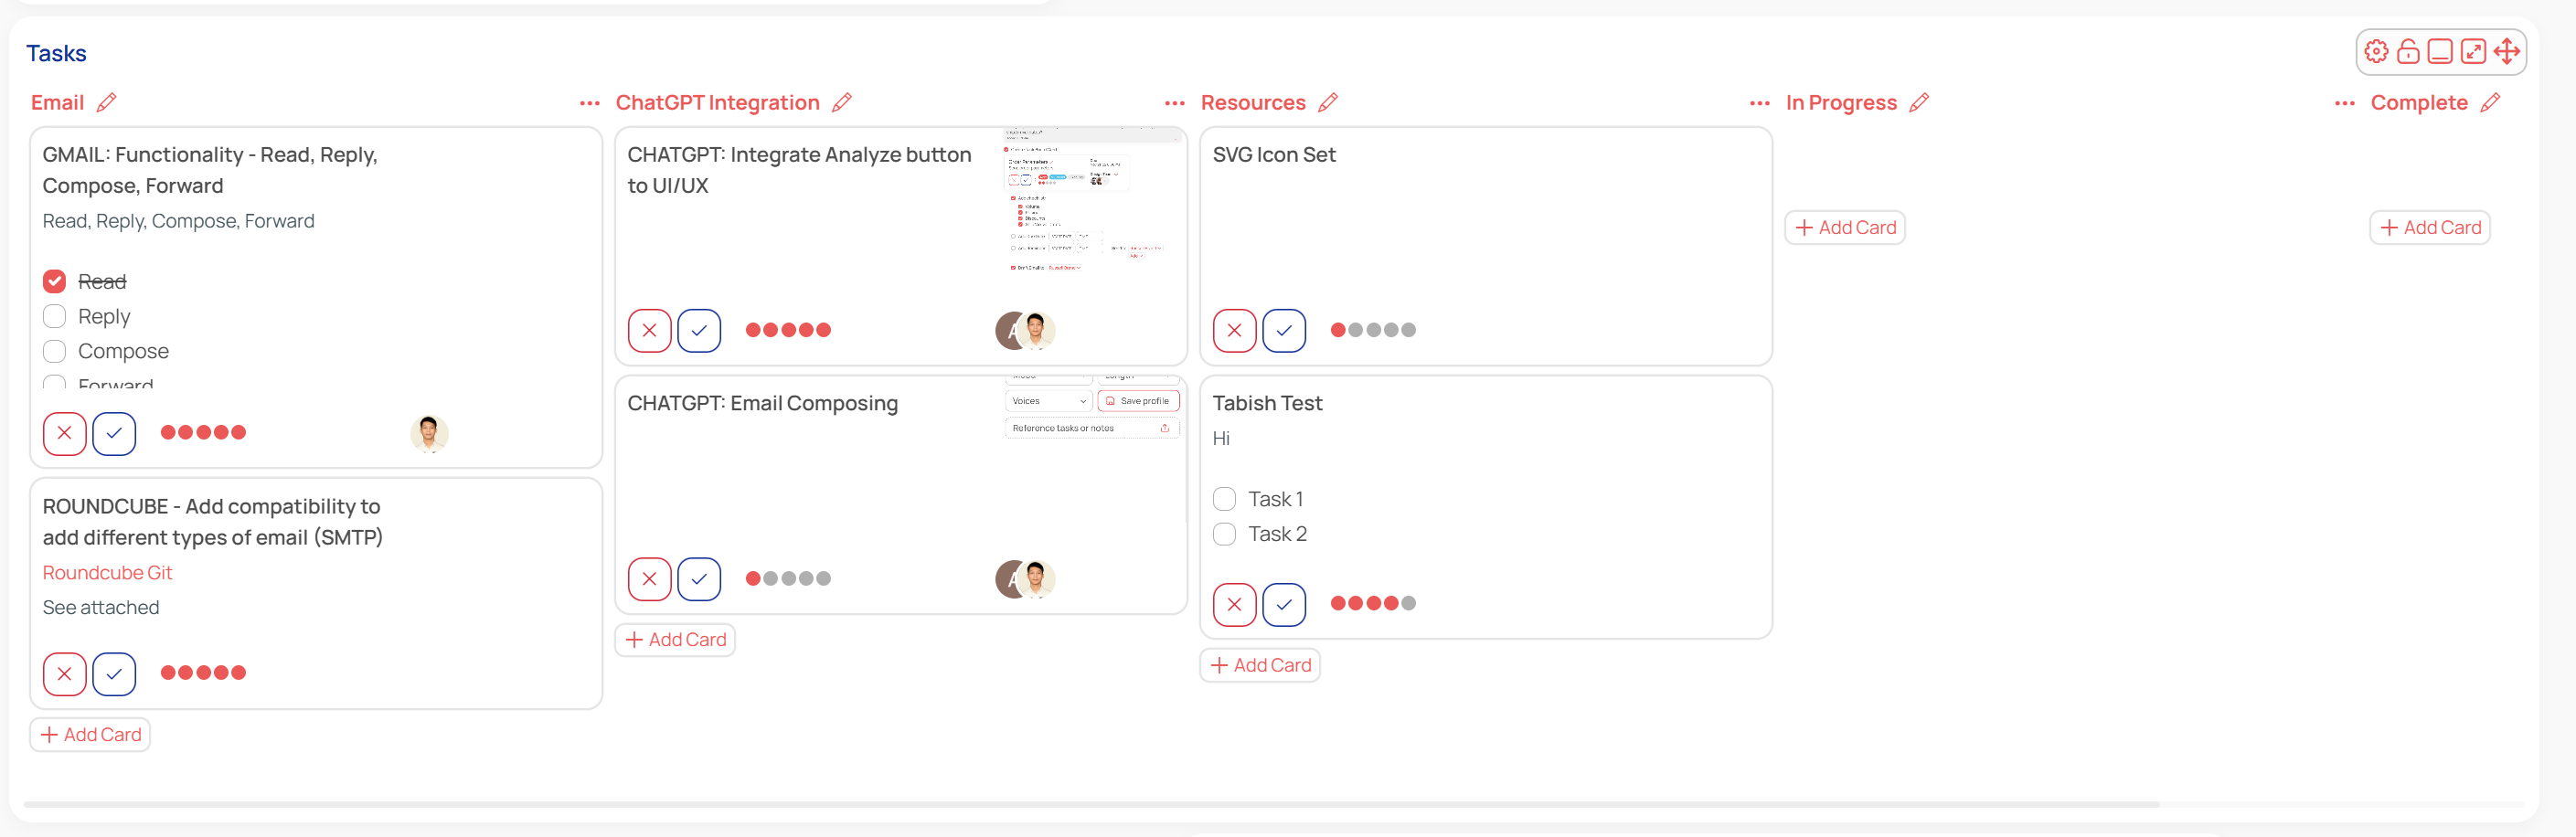 Tasks
Email
GMAIL: Functionality - Read, Reply,
Compose, Forward
Read, Reply, Compose, Forward
Read
Reply
Compose
Forward
ROUNDCUBE - Add compatibility to
add different types of email (SMTP)
Roundcube Git
See attached
+ Add Card
ChatGPT Integration
CHATGPT: Integrate Analyze button
to UI/UX
Order Parameters
A
CHATGPT: Email Composing
Voices
Save profile
Reference tasks or notes
A
+ Add Card
Resources
SVG Icon Set
Tabish Test
Hi
Task 1
Task 2
+ Add Card
In Progress
+ Add Card
Complete
+ Add Card